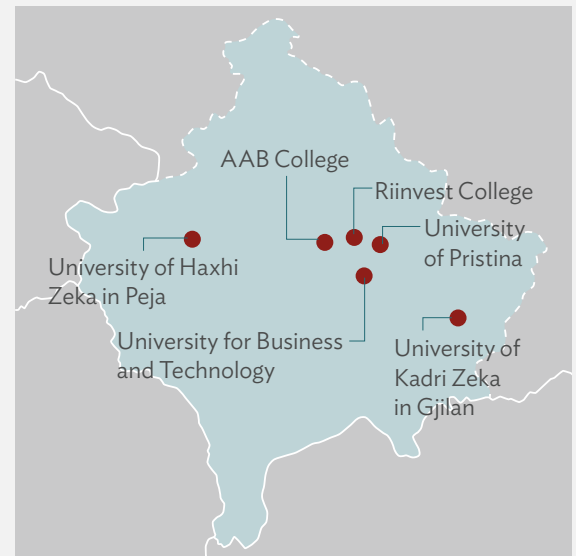 AAB College
Riinvest College
University
of Pristina
University of Haxhi
Zeka in Peja
University for Business
and Technology
University of
Kadri Zeka
in Gjilan